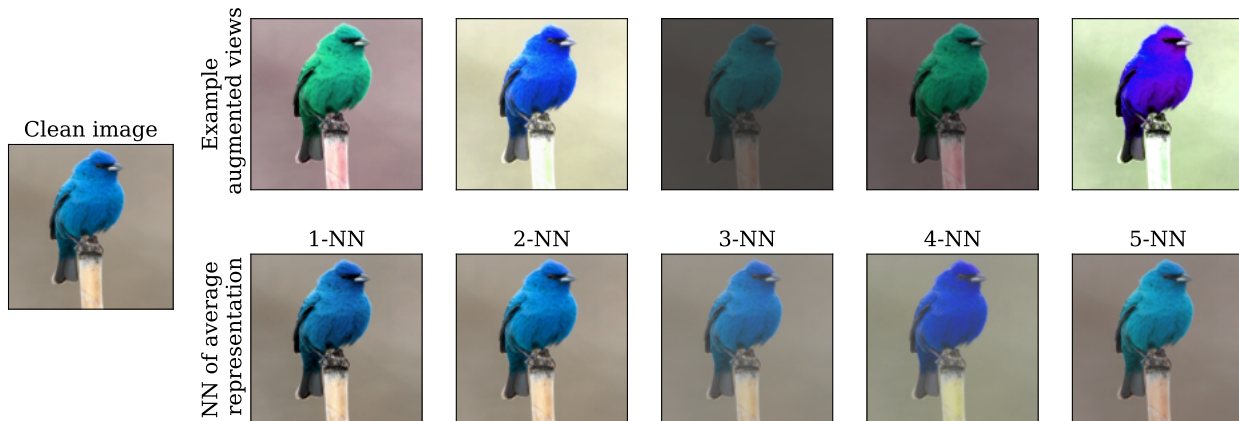 Clean image
Example
augmented views
1-NN
2-NN
3-NN
4-NN
5-NN
NN of average
representation